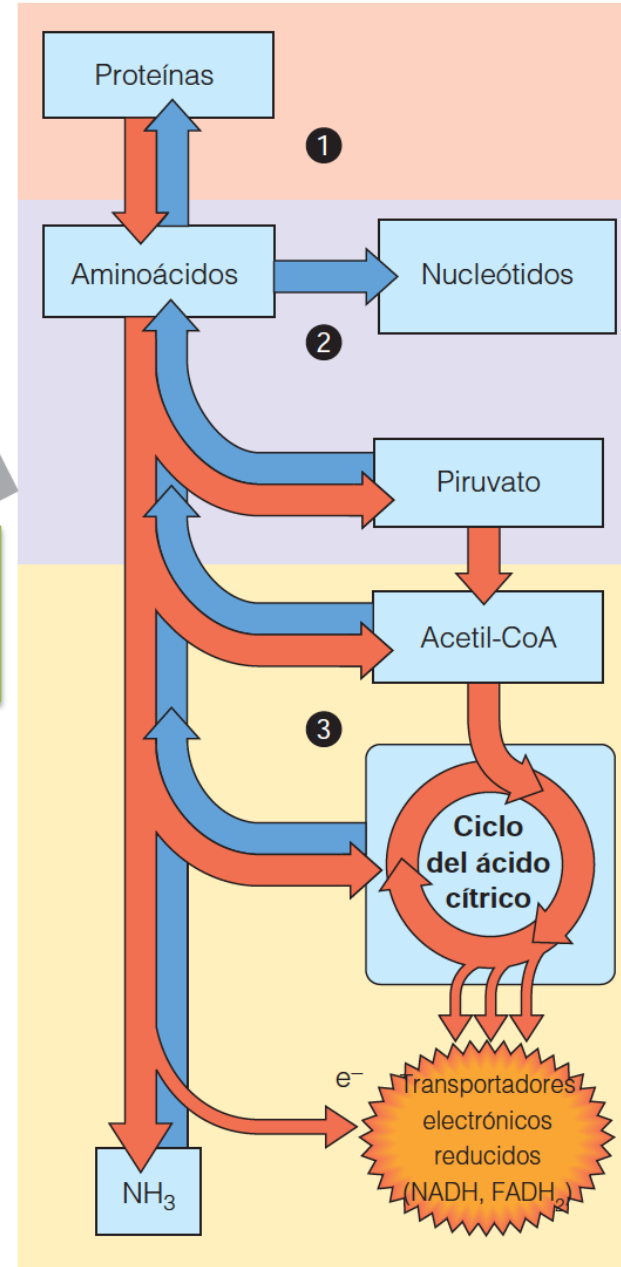 Proteínas
1
Aminoácidos
Nucleótidos
2
Piruvato
Acetil-CoA
3
Ciclo
del ácido
cítrico
e–
Transportadores
electrónicos
reducidos
(NADH, FADH₂)
NH₃